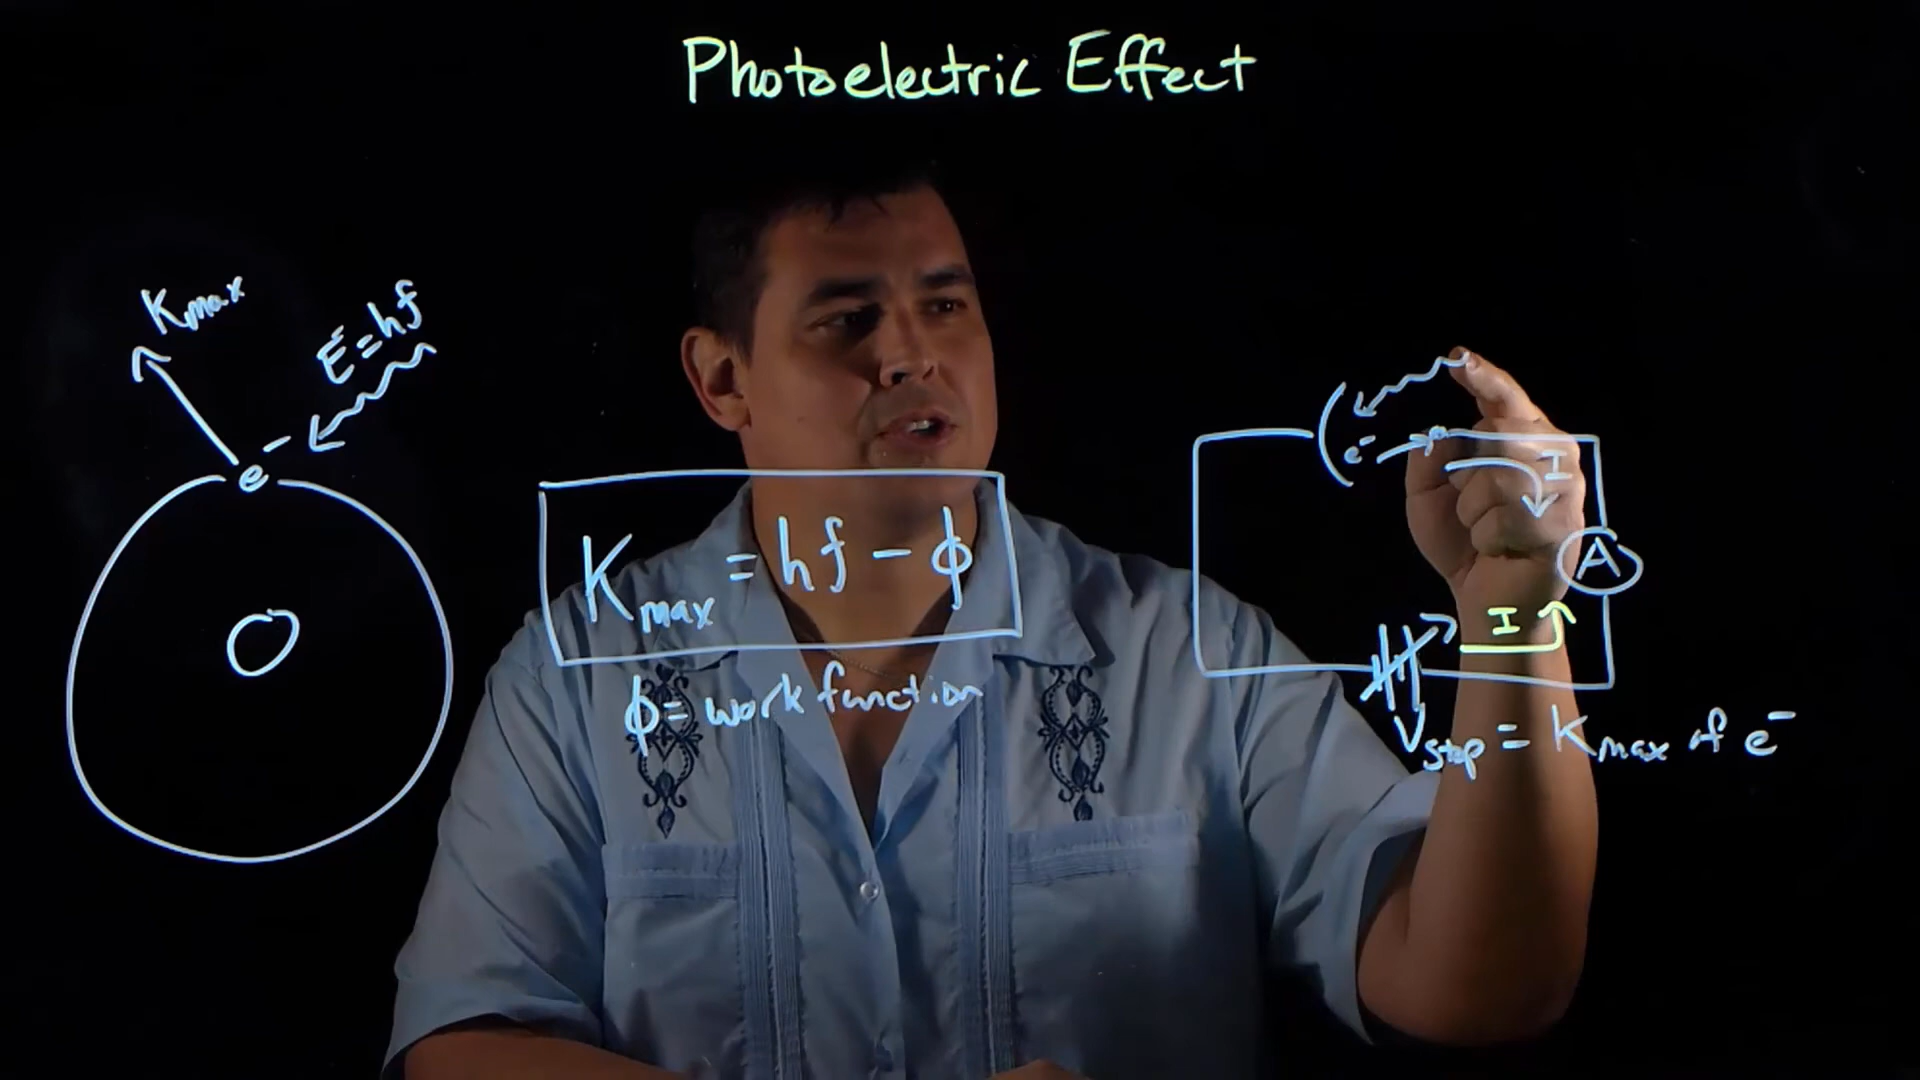 Photoelectric Effect
Kmax
E=hf
e-
Kmax = hf - ϕ
ϕ = work function
e-
I
A
I
Vstop = Kmax of e-